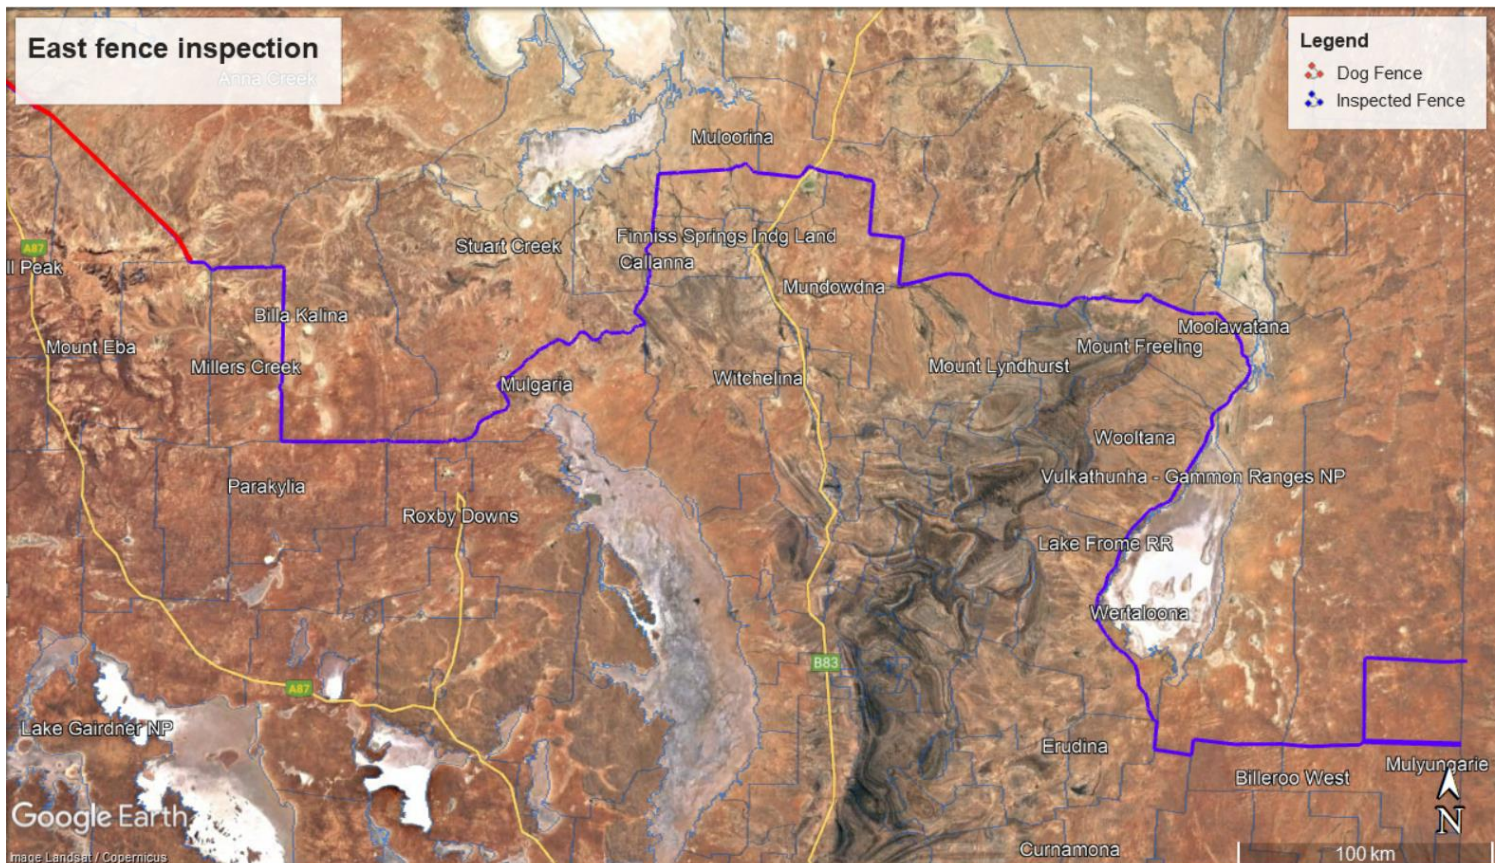 East fence inspection
Anna Creek
Legend
Dog Fence
Inspected Fence
Muloorina
A87
ll Peak
Stuart Creek
Finniss Springs Indg Land
Callanna
Mundowdna
Billa Kalina
Moolawatana
Mount Eba
Mount Freeling
Millers Creek
Mount Lyndhurst
Mulgaria
Witchelina
Wooltana
Vulkathunha - Gammon Ranges NP
Parakylia
Roxby Downs
Lake Frome RR
Wertaloona
B83
A87
Lake Gairdner NP
Erudina
Mulyungarie
Billeroo West
Google Earth
N
Curnamona
100 km
Image Landsat / Copernicus